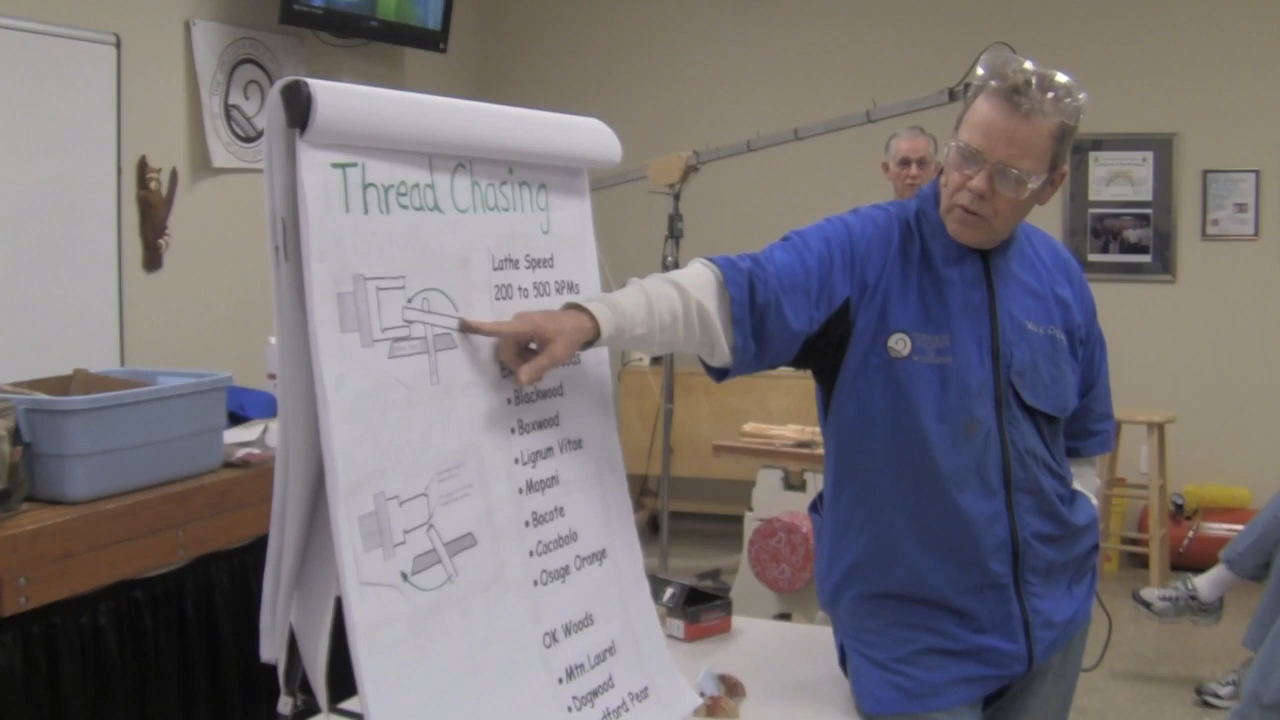 Thread Chasing
Lathe Speed
200 to 500 RPMs
• Blackwood
• Boxwood
• Lignum Vitae
• Mopani
• Bocote
• Cocobolo
• Osage Orange
OK Woods
• Mtn. Laurel
• Dogwood
Pear